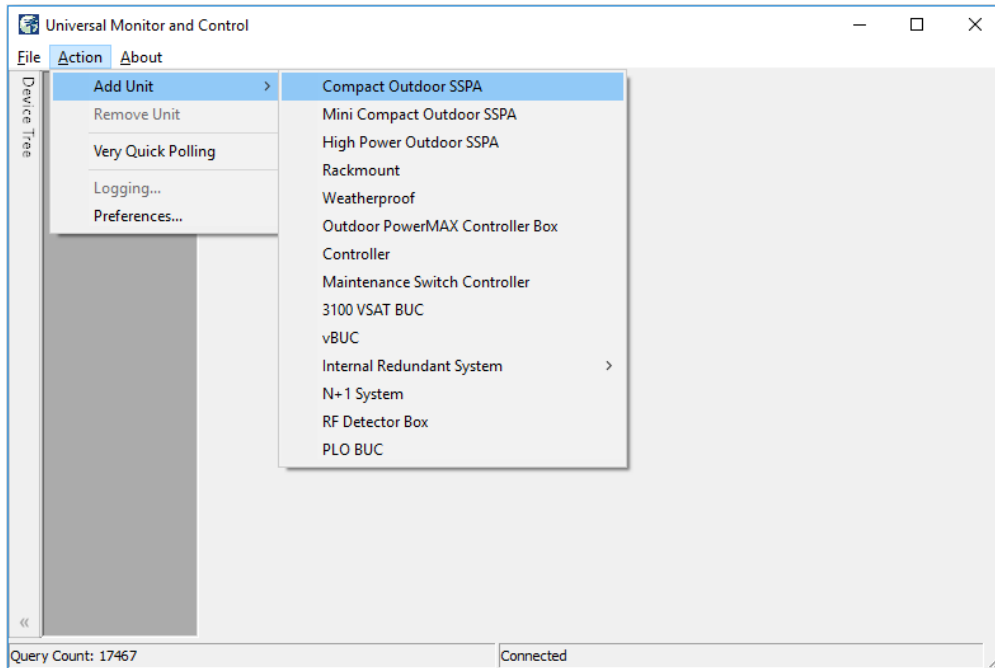 Universal Monitor and Control
File Action About
Device Tree
Add Unit
Remove Unit
Very Quick Polling
Logging...
Preferences...
Compact Outdoor SSPA
Mini Compact Outdoor SSPA
High Power Outdoor SSPA
Rackmount
Weatherproof
Outdoor PowerMAX Controller Box
Controller
Maintenance Switch Controller
3100 VSAT BUC
vBUC
Internal Redundant System
N+1 System
RF Detector Box
PLO BUC
Query Count: 17467 Connected